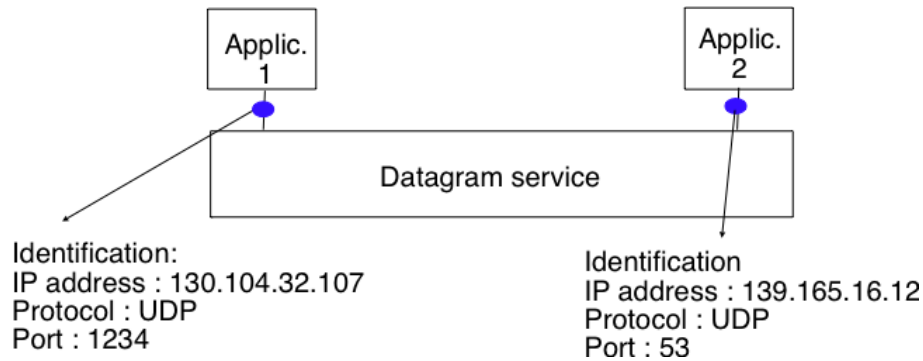 Applic.
1
Applic.
2
Datagram service
Identification:
IP address : 130.104.32.107
Protocol : UDP
Port : 1234
Identification
IP address : 139.165.16.12
Protocol : UDP
Port : 53